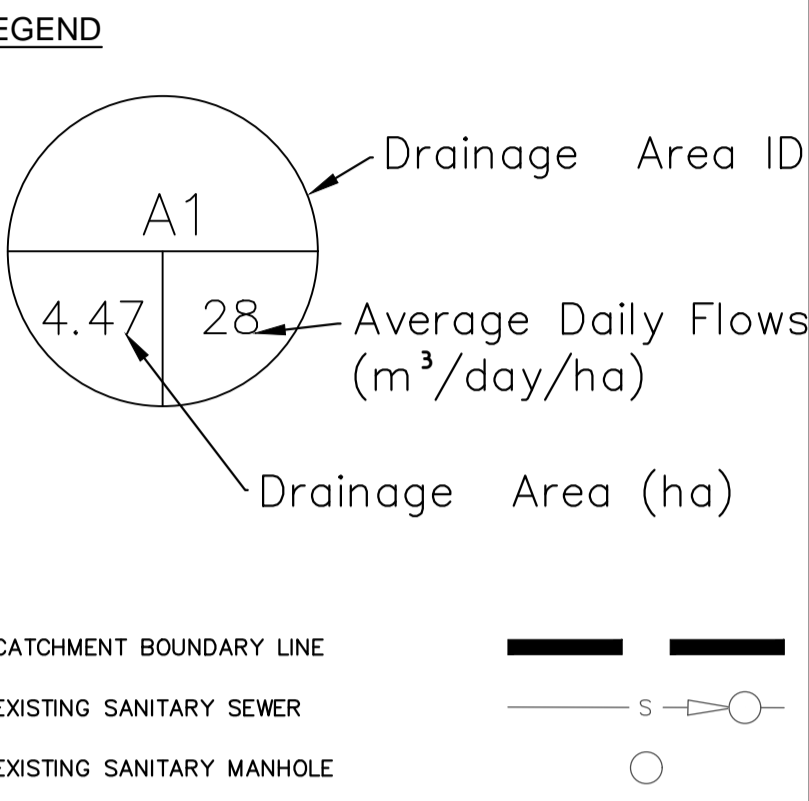 EGEND
Drainage Area ID
A1
4.47 28 Average Daily Flows
(m³/day/ha)
Drainage Area (ha)
CATCHMENT BOUNDARY LINE
EXISTING SANITARY SEWER S
EXISTING SANITARY MANHOLE